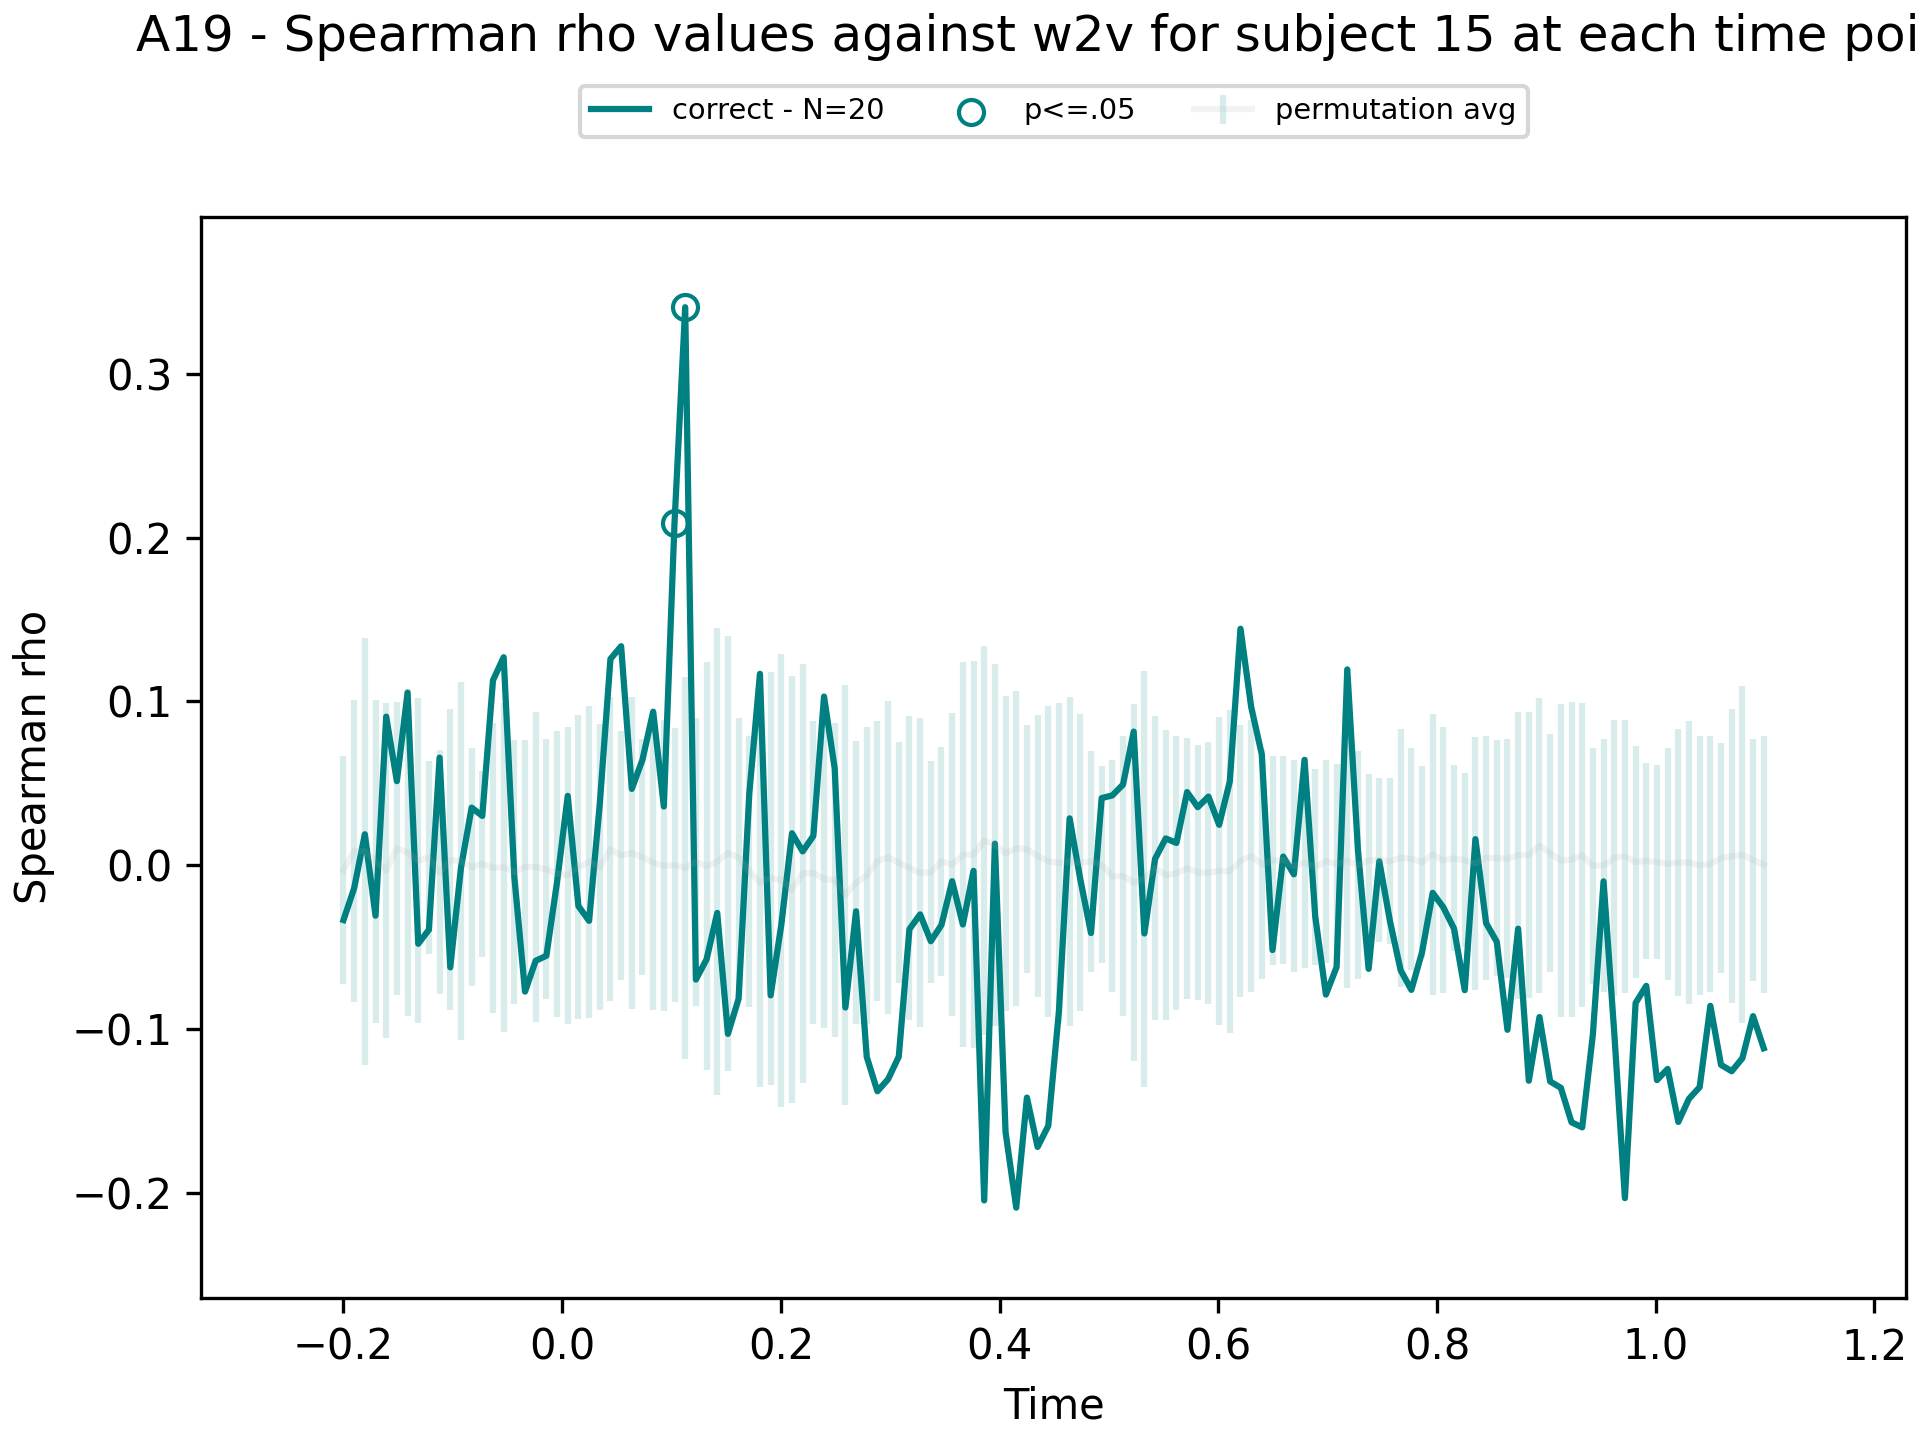 A19 - Spearman rho values against w2v for subject 15 at each time poi
correct - N=20 p<=.05 permutation avg
Spearman rho
0.3
0.2
0.1
0.0
−0.1
−0.2
−0.2 0.0 0.2 0.4 0.6 0.8 1.0 1.2
Time